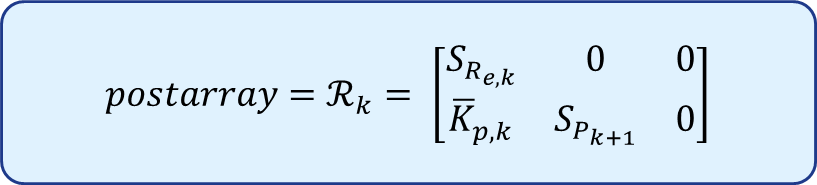 postarray = ℛ_k = [S_{R_{e,k}} 0 0
K̅_{p,k} S_{P_{k+1}} 0]